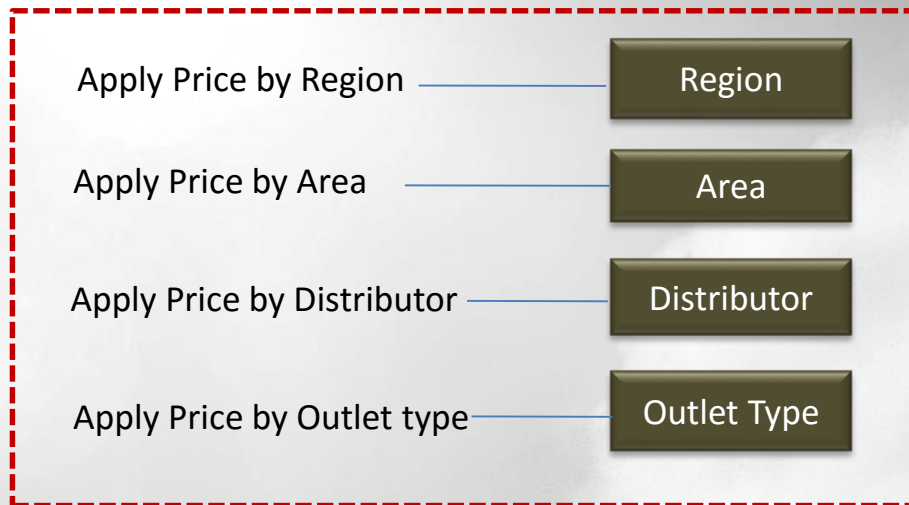 Apply Price by Region
Region
Apply Price by Area
Area
Apply Price by Distributor
Distributor
Apply Price by Outlet type
Outlet Type